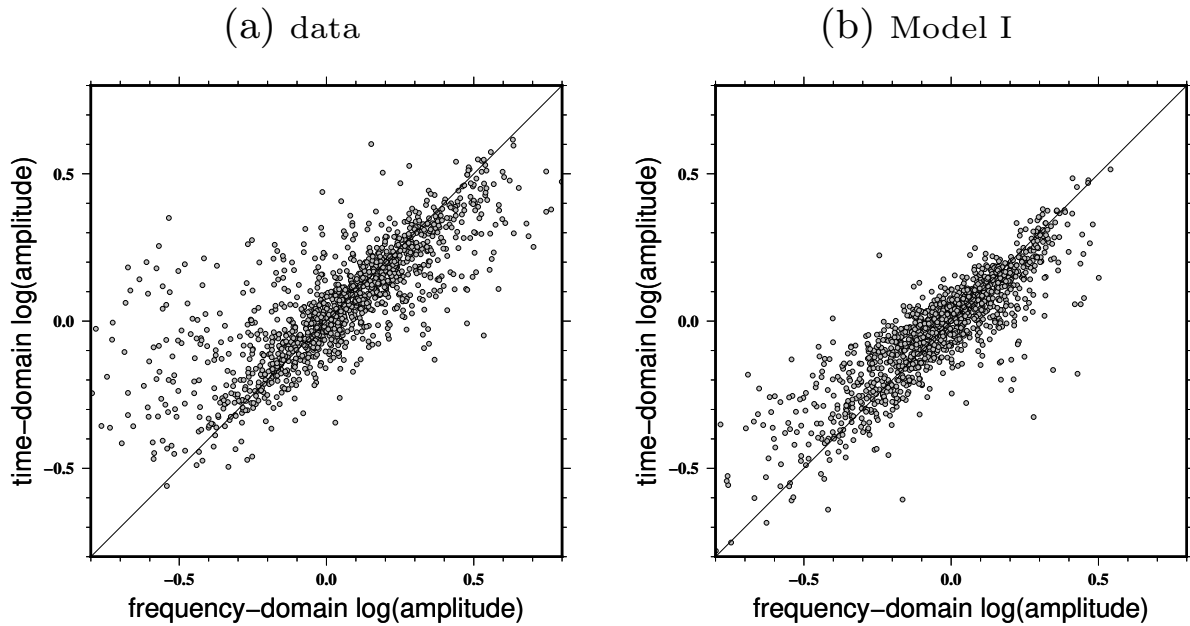 (a) data
time−domain log(amplitude)
0.5
0.0
−0.5
−0.5 0.0 0.5
frequency−domain log(amplitude)
(b) Model I
time−domain log(amplitude)
0.5
0.0
−0.5
−0.5 0.0 0.5
frequency−domain log(amplitude)